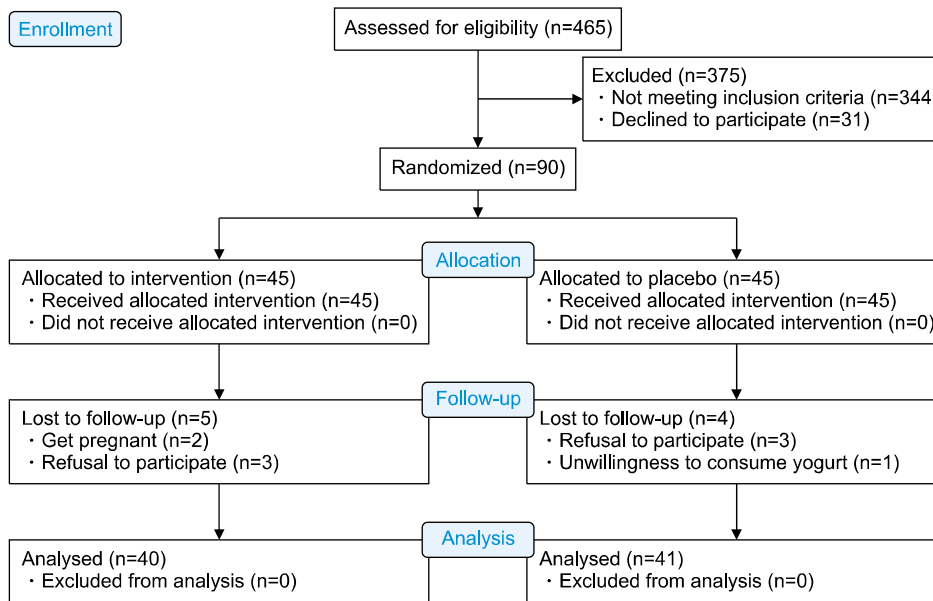 Enrollment
Assessed for eligibility (n=465)
Excluded (n=375)
· Not meeting inclusion criteria (n=344
· Declined to participate (n=31)
Randomized (n=90)
Allocation
Allocated to intervention (n=45)
· Received allocated intervention (n=45)
· Did not receive allocated intervention (n=0)
Allocated to placebo (n=45)
· Received allocated intervention (n=45)
· Did not receive allocated intervention (n=0)
Follow-up
Lost to follow-up (n=5)
· Get pregnant (n=2)
· Refusal to participate (n=3)
Lost to follow-up (n=4)
· Refusal to participate (n=3)
· Unwillingness to consume yogurt (n=1)
Analysis
Analysed (n=40)
· Excluded from analysis (n=0)
Analysed (n=41)
· Excluded from analysis (n=0)